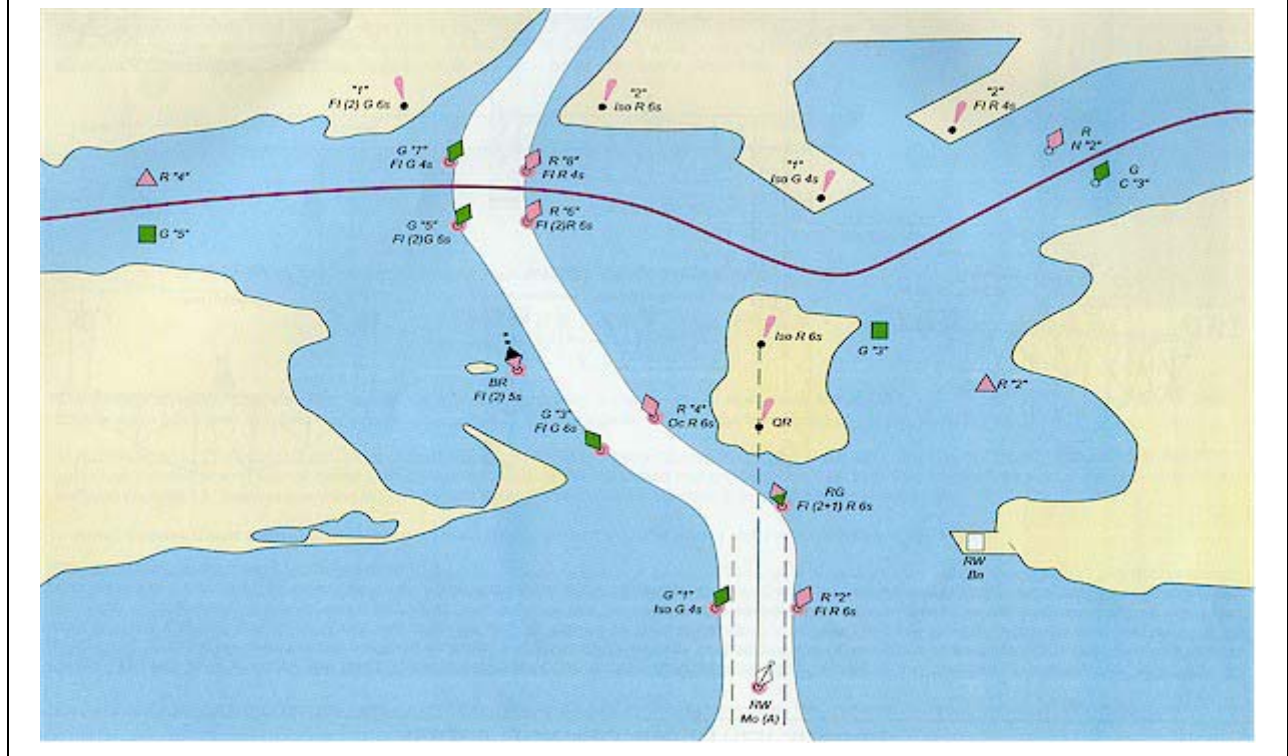 "1"
Fl (2) G 6s
"2"
Iso R 6s
"2"
Fl R 4s
R
N "2"
G
C "3"
G "7"
Fl G 4s
R "8"
Fl R 4s
"1"
Iso G 4s
R "4"
G "5"
G "5"
Fl (2)G 6s
R "6"
Fl (2)R 6s
Iso R 6s
G "3"
BR
Fl (2) 5s
R "2"
G "3"
Fl G 6s
R "4"
Oc R 6s
QR
RG
Fl (2+1) R 6s
RW
Bn
G "1"
Iso G 4s
R "2"
Fl R 6s
RW
Mo (A)